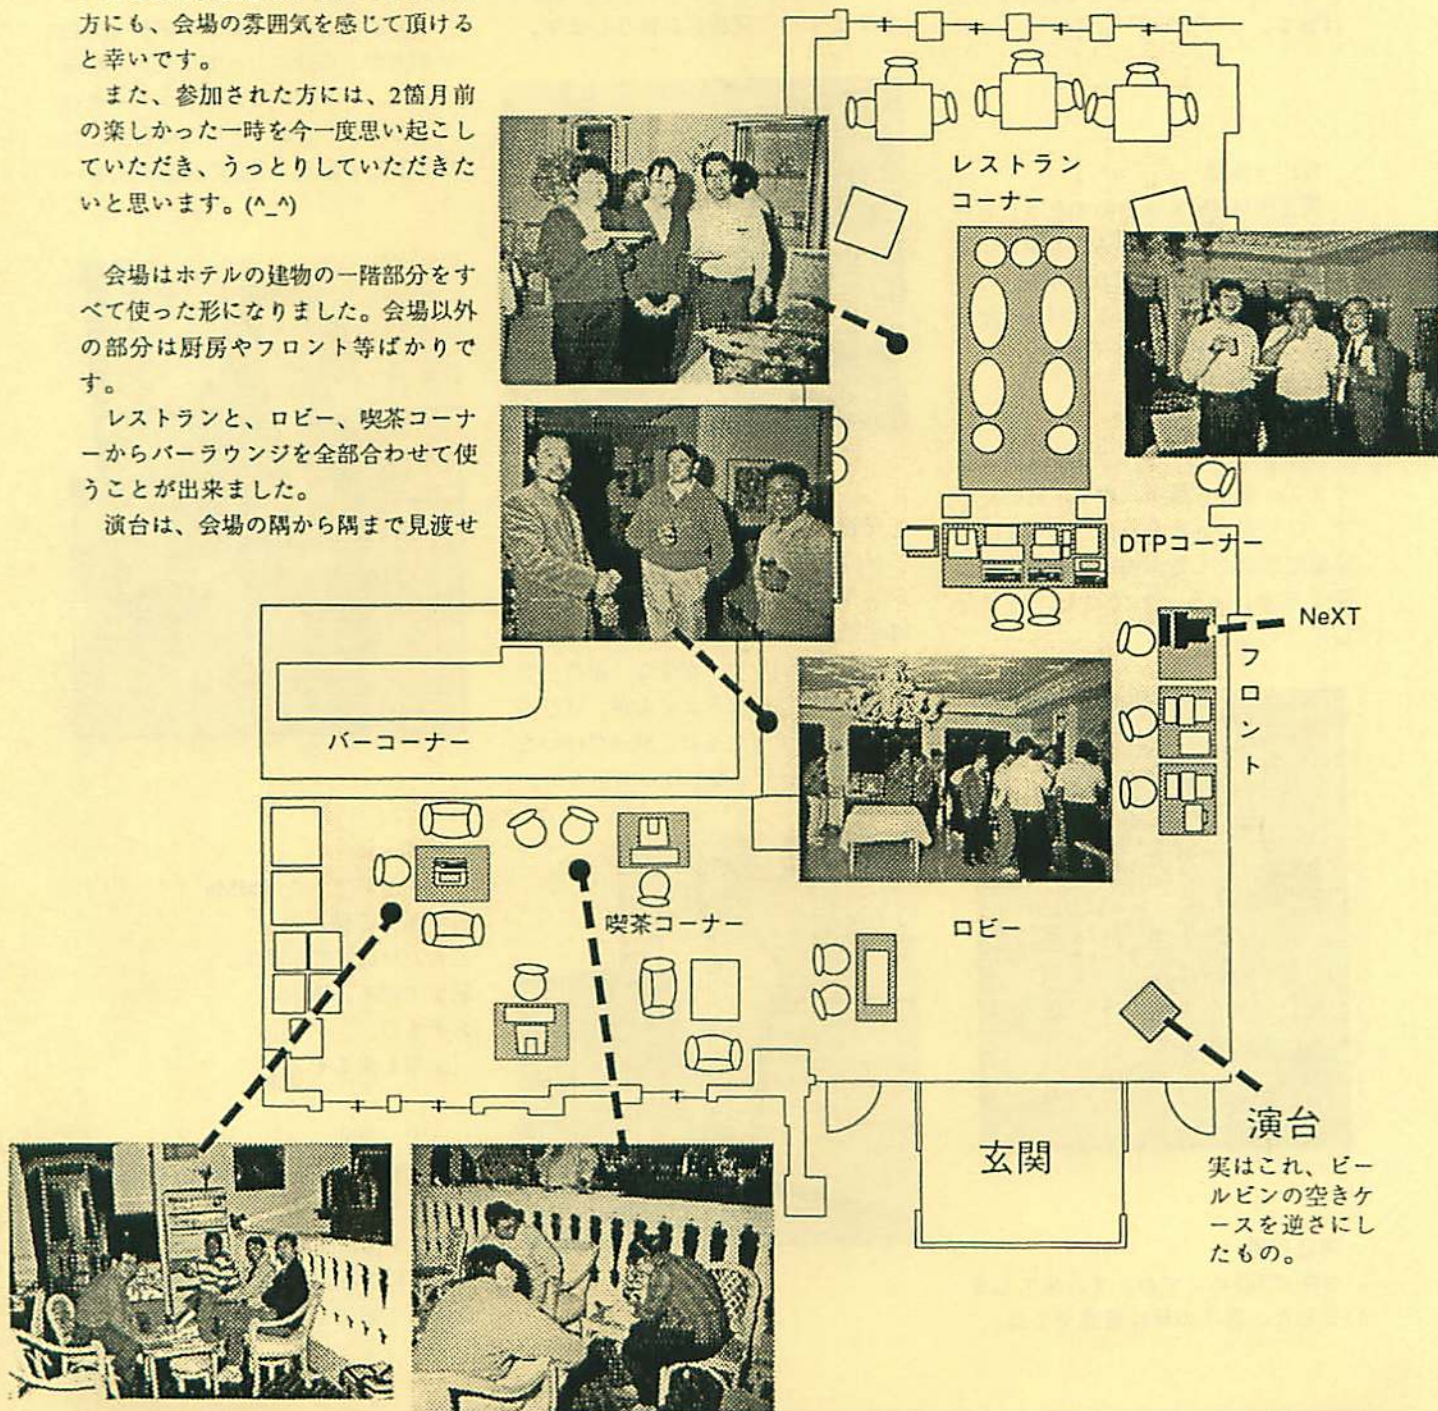 方にも、会場の雰囲気を感じて頂ける
と幸いです。
また、参加された方には、2箇月前
の楽しかった一時を今一度思い起こし
ていただき、うっとりしていただきた
いと思います。(^_^)
会場はホテルの建物の一階部分をす
べて使った形になりました。会場以外
の部分は厨房やフロント等ばかりで
す。
レストランと、ロビー、喫茶コーナ
ーからバーラウンジを全部合わせて使
うことが出来ました。
演台は、会場の隅から隅まで見渡せ
レストラン
コーナー
DTPコーナー
NeXT
フロント
バーコーナー
喫茶コーナー
ロビー
玄関
演台
実はこれ、ビー
ルビンの空きケ
ースを逆さにし
たもの。